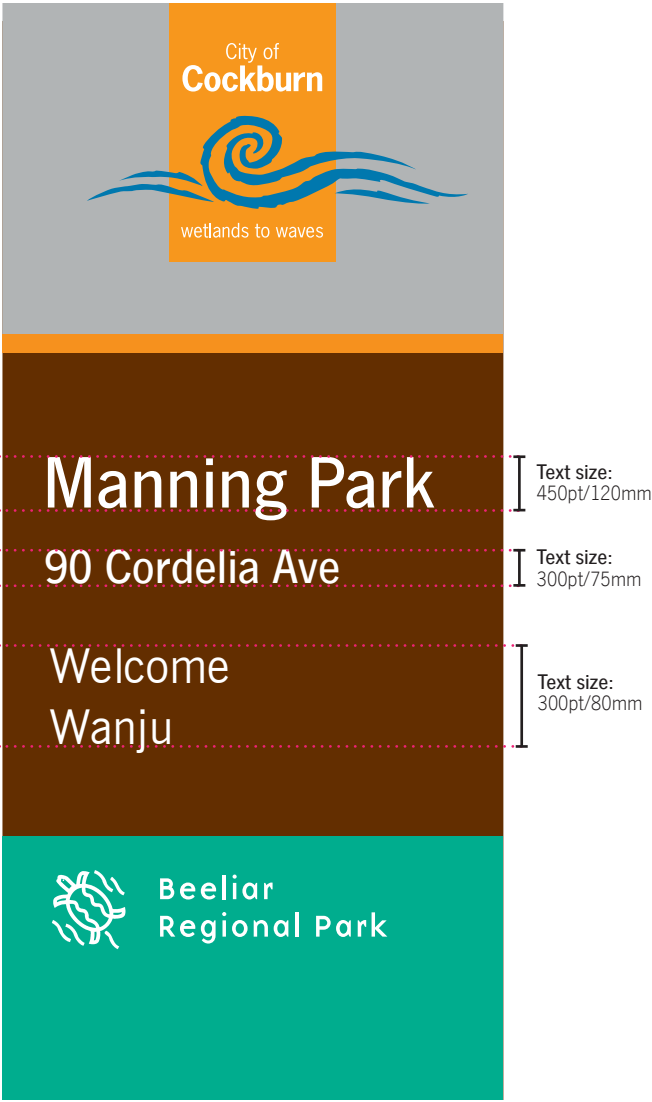 City of
Cockburn
wetlands to waves
Manning Park
Text size:
450pt/120mm
90 Cordelia Ave
Text size:
300pt/75mm
Welcome
Wanju
Text size:
300pt/80mm
Beeliar
Regional Park